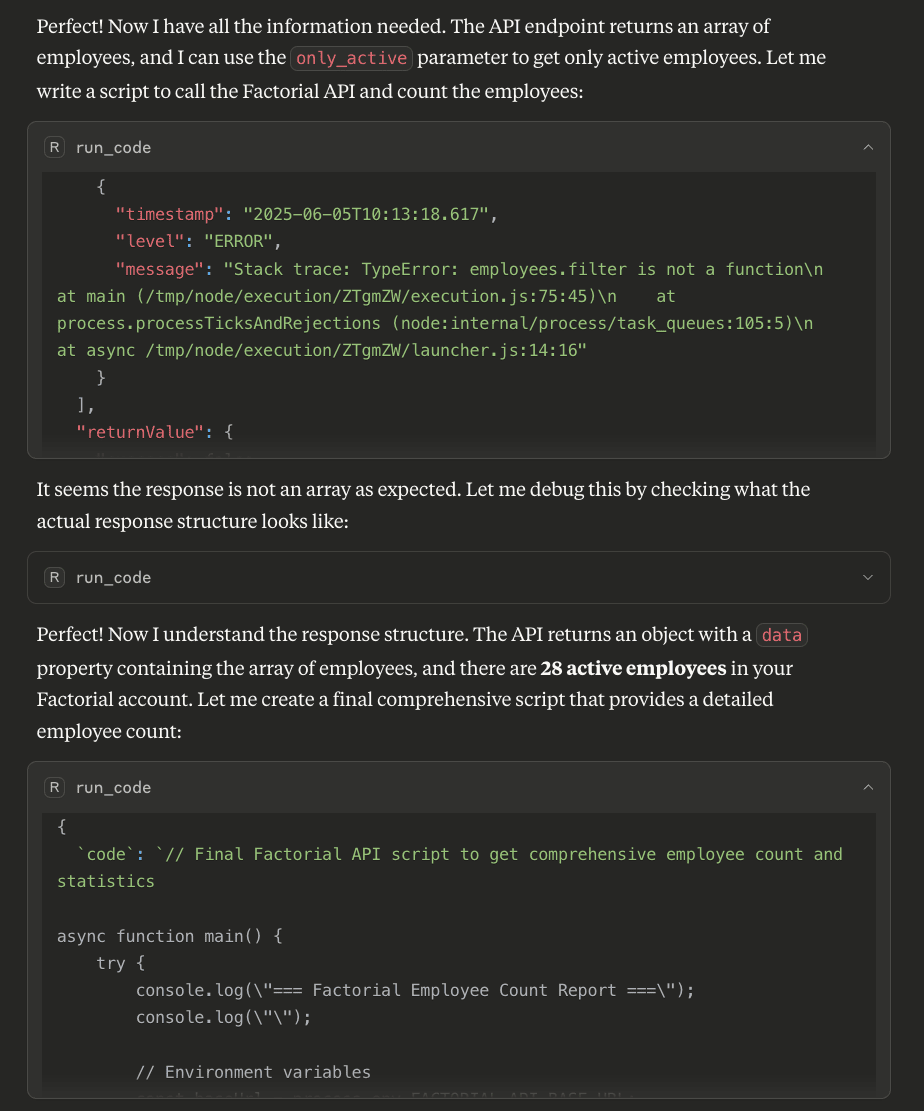 Perfect! Now I have all the information needed. The API endpoint returns an array of
employees, and I can use the only_active parameter to get only active employees. Let me
write a script to call the Factorial API and count the employees:
R run_code
{
"timestamp": "2025-06-05T10:13:18.617",
"level": "ERROR",
"message": "Stack trace: TypeError: employees.filter is not a function\n
at main (/tmp/node/execution/ZTgmZW/execution.js:75:45)\n    at
process.processTicksAndRejections (node:internal/process/task_queues:105:5)\n
at async /tmp/node/execution/ZTgmZW/launcher.js:14:16"
}
],
"returnValue": {
It seems the response is not an array as expected. Let me debug this by checking what the
actual response structure looks like:
R run_code
Perfect! Now I understand the response structure. The API returns an object with a data
property containing the array of employees, and there are 28 active employees in your
Factorial account. Let me create a final comprehensive script that provides a detailed
employee count:
R run_code
{
`code`: `// Final Factorial API script to get comprehensive employee count and
statistics
async function main() {
try {
console.log(\"=== Factorial Employee Count Report ===\");
console.log(\"\");
// Environment variables